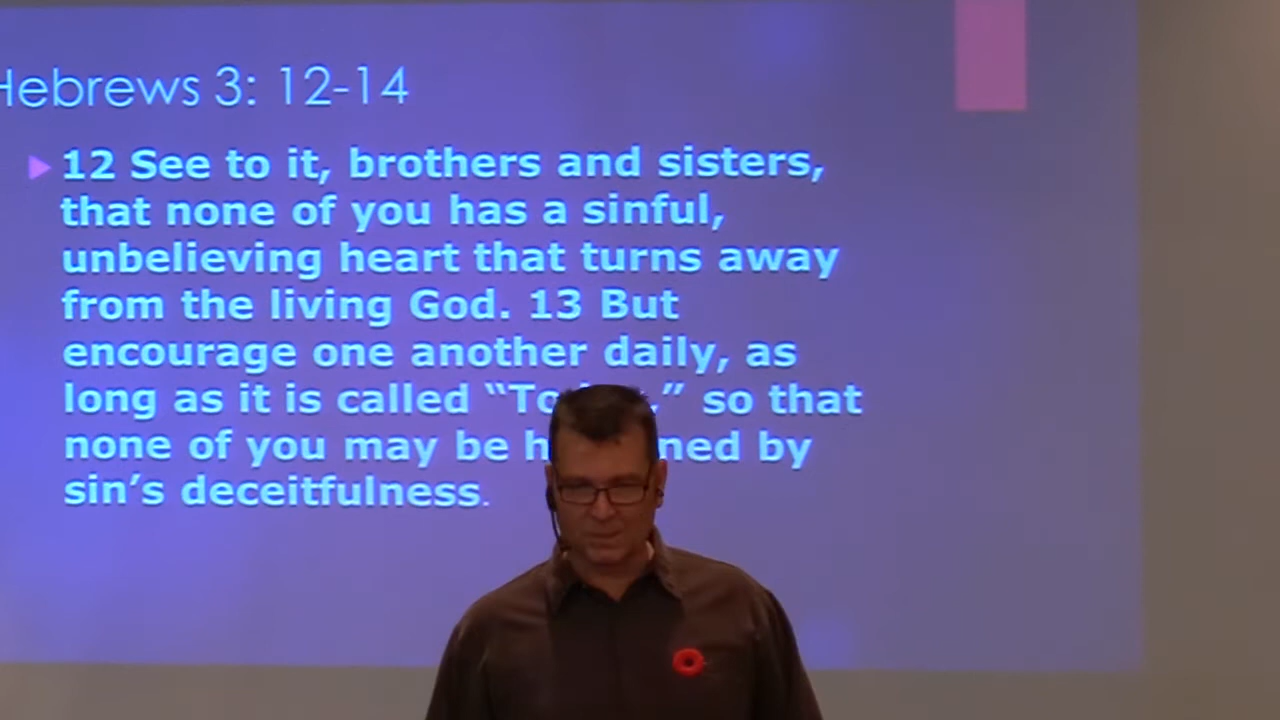 Hebrews 3: 12-14
12 See to it, brothers and sisters,
that none of you has a sinful,
unbelieving heart that turns away
from the living God. 13 But
encourage one another daily, as
long as it is called “ so that
none of you may be by
sin’s deceitfulness.